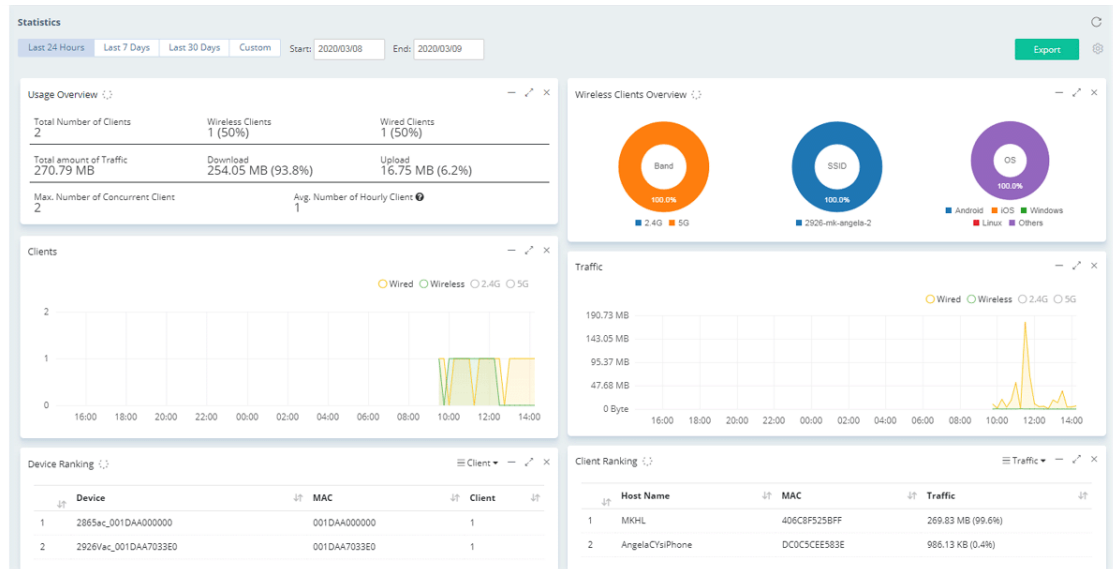 Statistics
Last 24 Hours Last 7 Days Last 30 Days Custom Start: 2020/03/08 End: 2020/03/09 Export
Usage Overview
Total Number of Clients Wireless Clients Wired Clients
2 1 (50%) 1 (50%)
Total amount of Traffic Download Upload
270.79 MB 254.05 MB (93.8%) 16.75 MB (6.2%)
Max. Number of Concurrent Client Avg. Number of Hourly Client ?
2 1
Wireless Clients Overview
Band SSID OS
100.0% 100.0% 100.0%
2.4G 5G 2926-mk-angela-2 Android iOS Windows
Linux Others
Clients
Wired Wireless 2.4G 5G
2
1
0
16:00 18:00 20:00 22:00 00:00 02:00 04:00 06:00 08:00 10:00 12:00 14:00
Traffic
Wired Wireless 2.4G 5G
190.73 MB
143.05 MB
95.37 MB
47.68 MB
0 Byte
16:00 18:00 20:00 22:00 00:00 02:00 04:00 06:00 08:00 10:00 12:00 14:00
Device Ranking Client
Device MAC Client
1 2865ac_001DAA000000 001DAA000000 1
2 2926Vac_001DAA7033E0 001DAA7033E0 1
Client Ranking Traffic
Host Name MAC Traffic
1 MKHL 406C8F525BFF 269.83 MB (99.6%)
2 AngelaCYsiPhone DC0C5CEE583E 986.13 KB (0.4%)